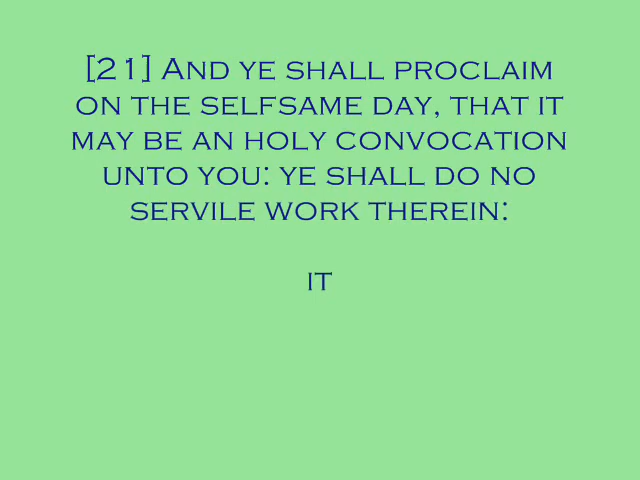 [21] And ye shall proclaim
on the selfsame day, that it
may be an holy convocation
unto you: ye shall do no
servile work therein:
it